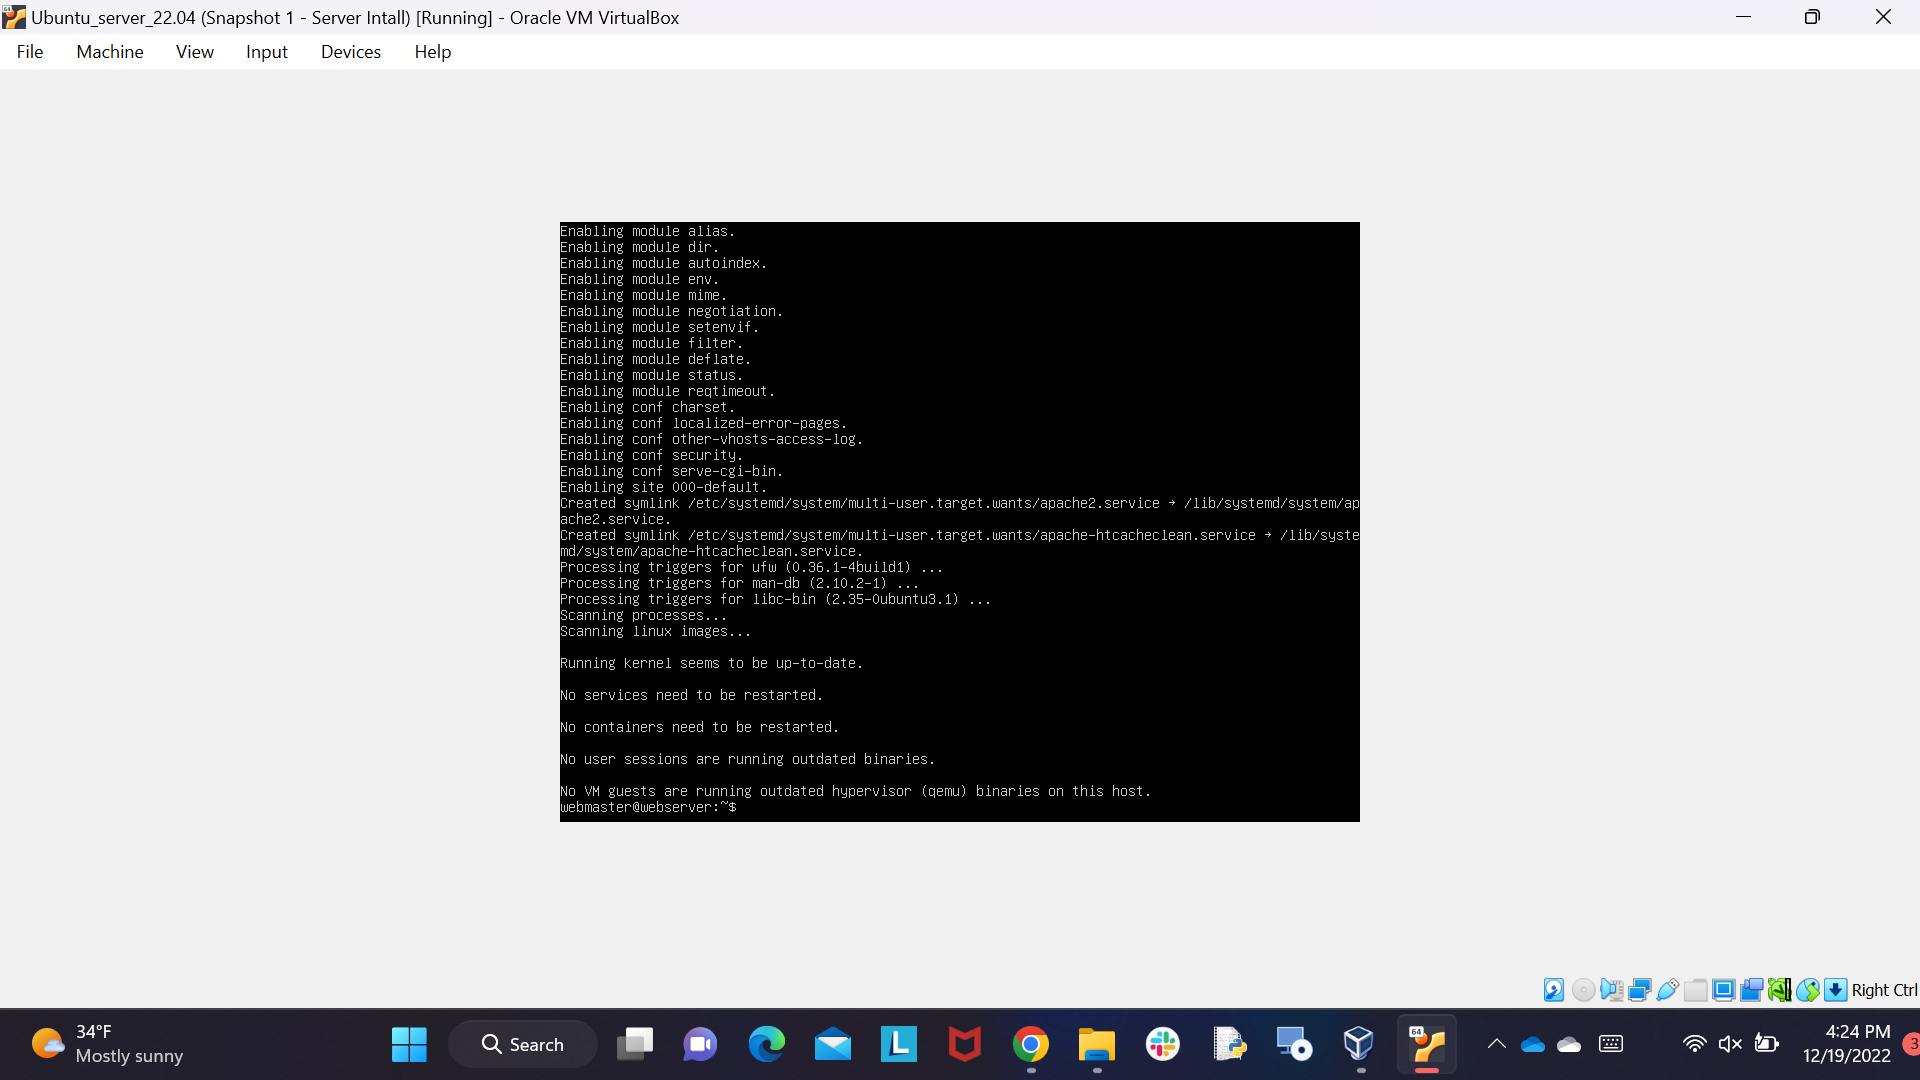 Ubuntu_server_22.04 (Snapshot 1 - Server Intall) [Running] - Oracle VM VirtualBox
File Machine View Input Devices Help
Enabling module alias.
Enabling module dir.
Enabling module autoindex.
Enabling module env.
Enabling module mime.
Enabling module negotiation.
Enabling module setenvif.
Enabling module filter.
Enabling module deflate.
Enabling module status.
Enabling module reqtimeout.
Enabling conf charset.
Enabling conf localized-error-pages.
Enabling conf other-vhosts-access-log.
Enabling conf security.
Enabling conf serve-cgi-bin.
Enabling site 000-default.
Created symlink /etc/systemd/system/multi-user.target.wants/apache2.service → /lib/systemd/system/ap
ache2.service.
Created symlink /etc/systemd/system/multi-user.target.wants/apache-htcacheclean.service → /lib/syste
md/system/apache-htcacheclean.service.
Processing triggers for ufw (0.36.1-4build1) ...
Processing triggers for man-db (2.10.2-1) ...
Processing triggers for libc-bin (2.35-0ubuntu3.1) ...
Scanning processes...
Scanning linux images...
Running kernel seems to be up-to-date.
No services need to be restarted.
No containers need to be restarted.
No user sessions are running outdated binaries.
No VM guests are running outdated hypervisor (qemu) binaries on this host.
webmaster@webserver:~$
Right Ctrl
34°F
Mostly sunny
Search
L
64
4:24 PM
12/19/2022
3